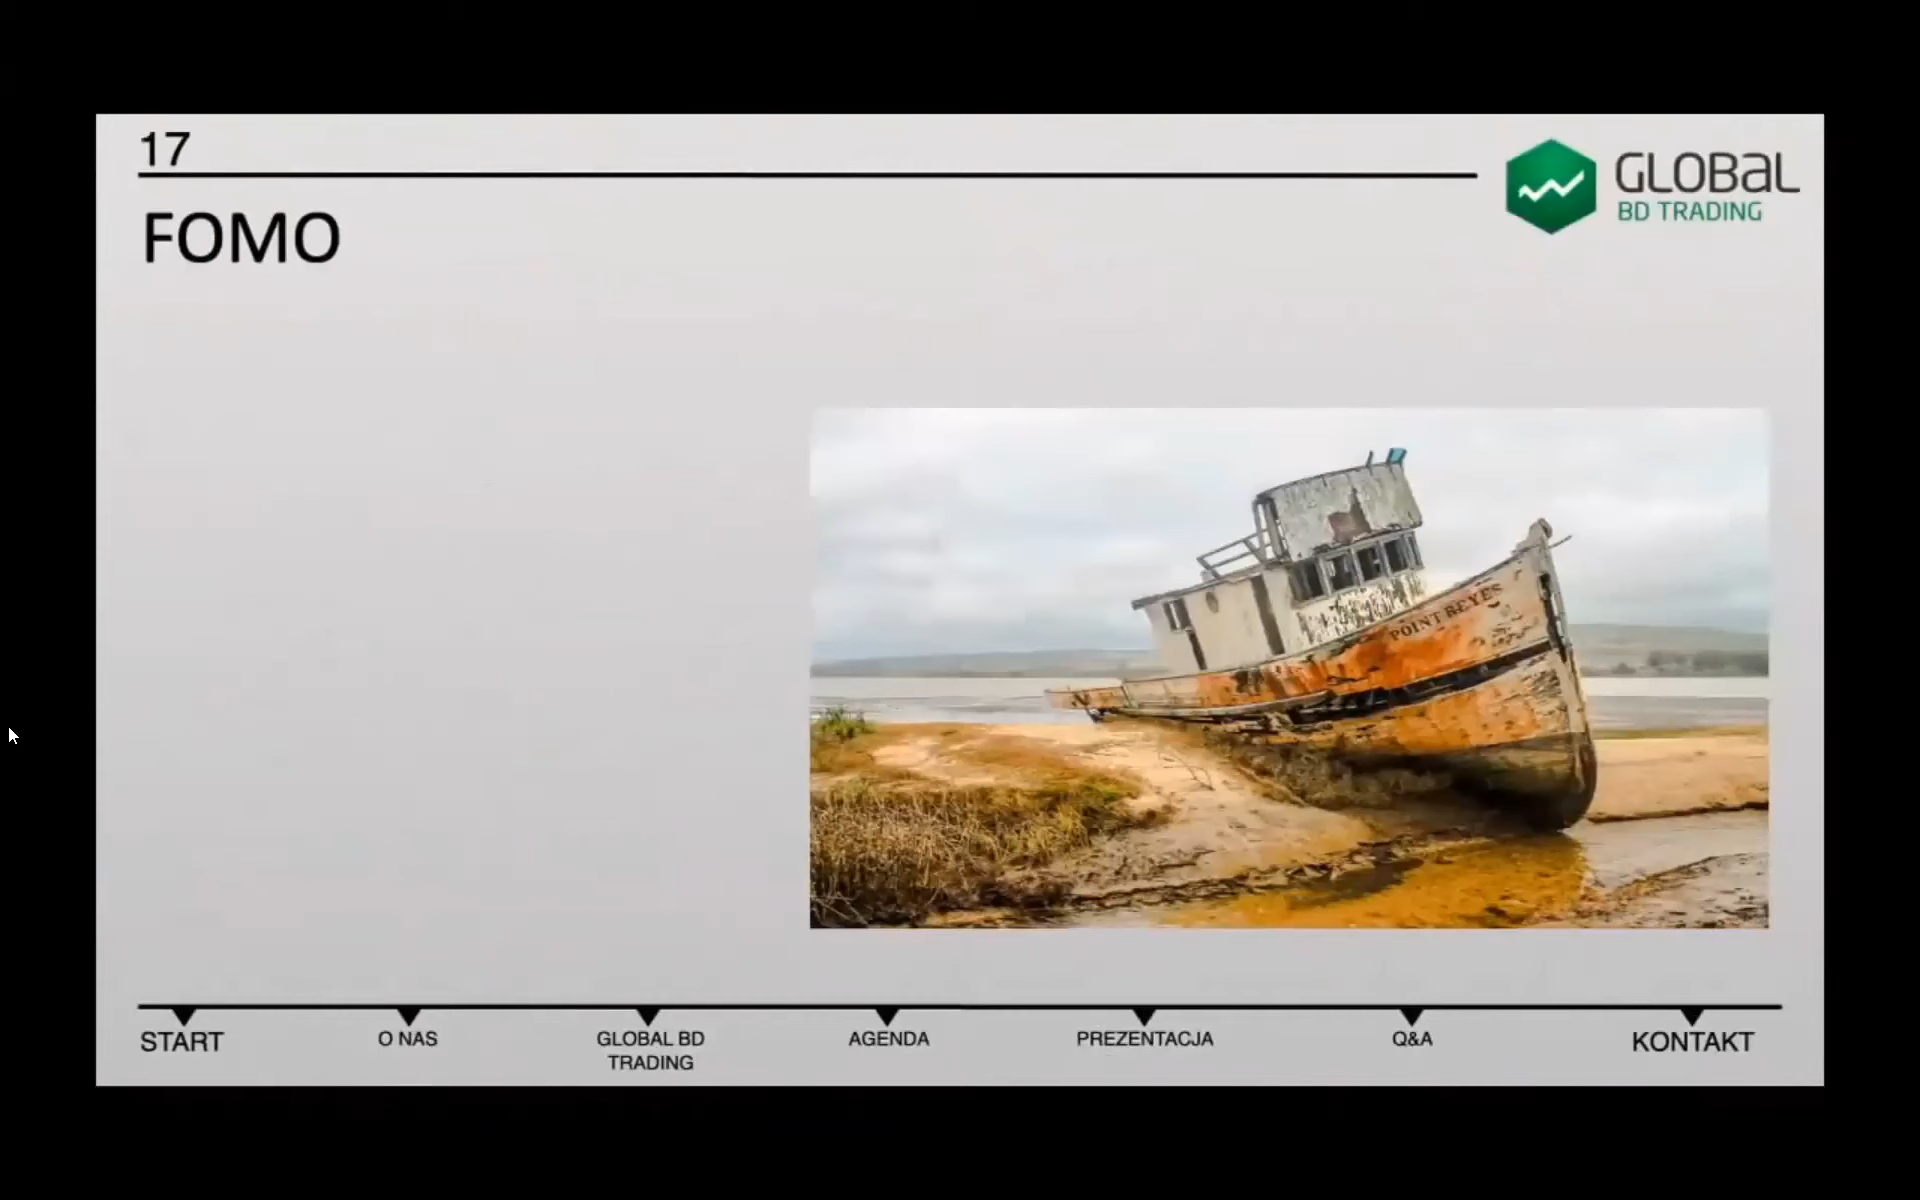 17
GLOBaL
BD TRADING
FOMO
POINT REYES
START
O NAS
GLOBAL BD
TRADING
AGENDA
PREZENTACJA
Q&A
KONTAKT